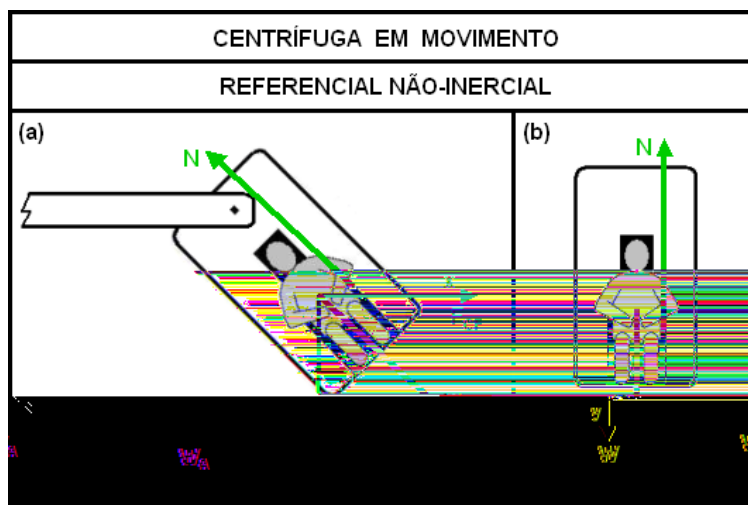 CENTRÍFUGA EM MOVIMENTO
REFERENCIAL NÃO-INERCIAL
(a)
(b)
N
N